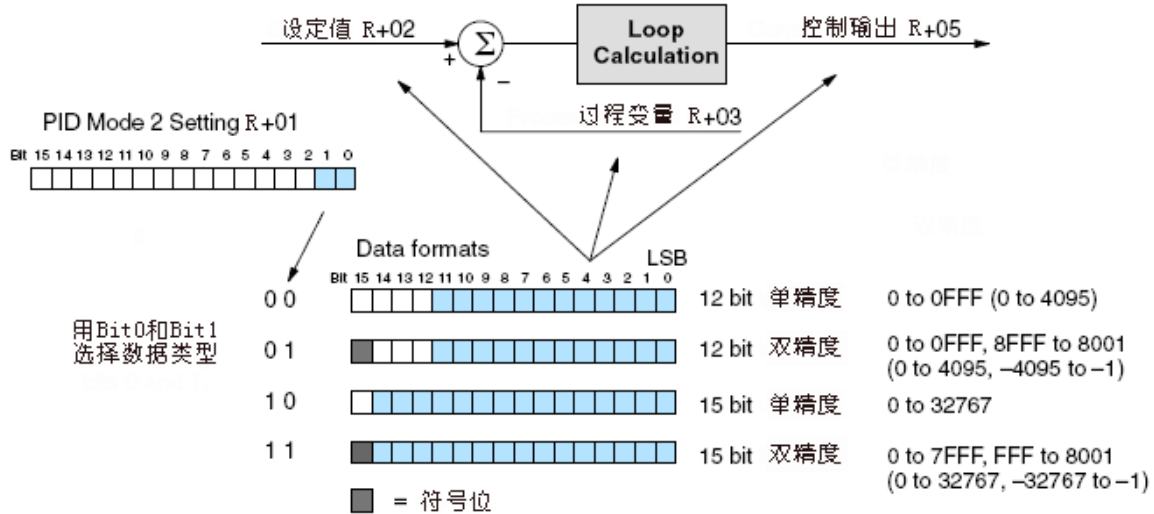 设定值 R+02
+
Σ
−
Loop
Calculation
控制输出 R+05
过程变量 R+03
PID Mode 2 Setting R+01
Bit 15 14 13 12 11 10 9 8 7 6 5 4 3 2 1 0
Data formats
LSB
Bit 15 14 13 12 11 10 9 8 7 6 5 4 3 2 1 0
用Bit0和Bit1
选择数据类型
0 0
12 bit 单精度
0 to 0FFF (0 to 4095)
0 1
12 bit 双精度
0 to 0FFF, 8FFF to 8001
(0 to 4095, –4095 to –1)
1 0
15 bit 单精度
0 to 32767
1 1
15 bit 双精度
0 to 7FFF, FFF to 8001
(0 to 32767, –32767 to –1)
= 符号位